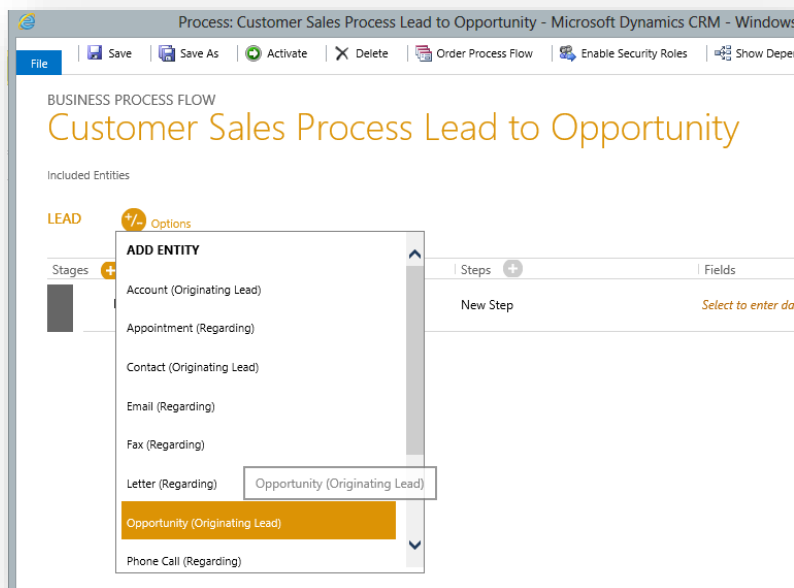 Process: Customer Sales Process Lead to Opportunity - Microsoft Dynamics CRM - Windows
File Save Save As Activate Delete Order Process Flow Enable Security Roles Show
BUSINESS PROCESS FLOW
Customer Sales Process Lead to Opportunity
Included Entities
LEAD +/- Options
ADD ENTITY
Stages Steps Fields
Account (Originating Lead)
New Step Select to enter
Appointment (Regarding)
Contact (Originating Lead)
Email (Regarding)
Fax (Regarding)
Letter (Regarding) Opportunity (Originating Lead)
Opportunity (Originating Lead)
Phone Call (Regarding)